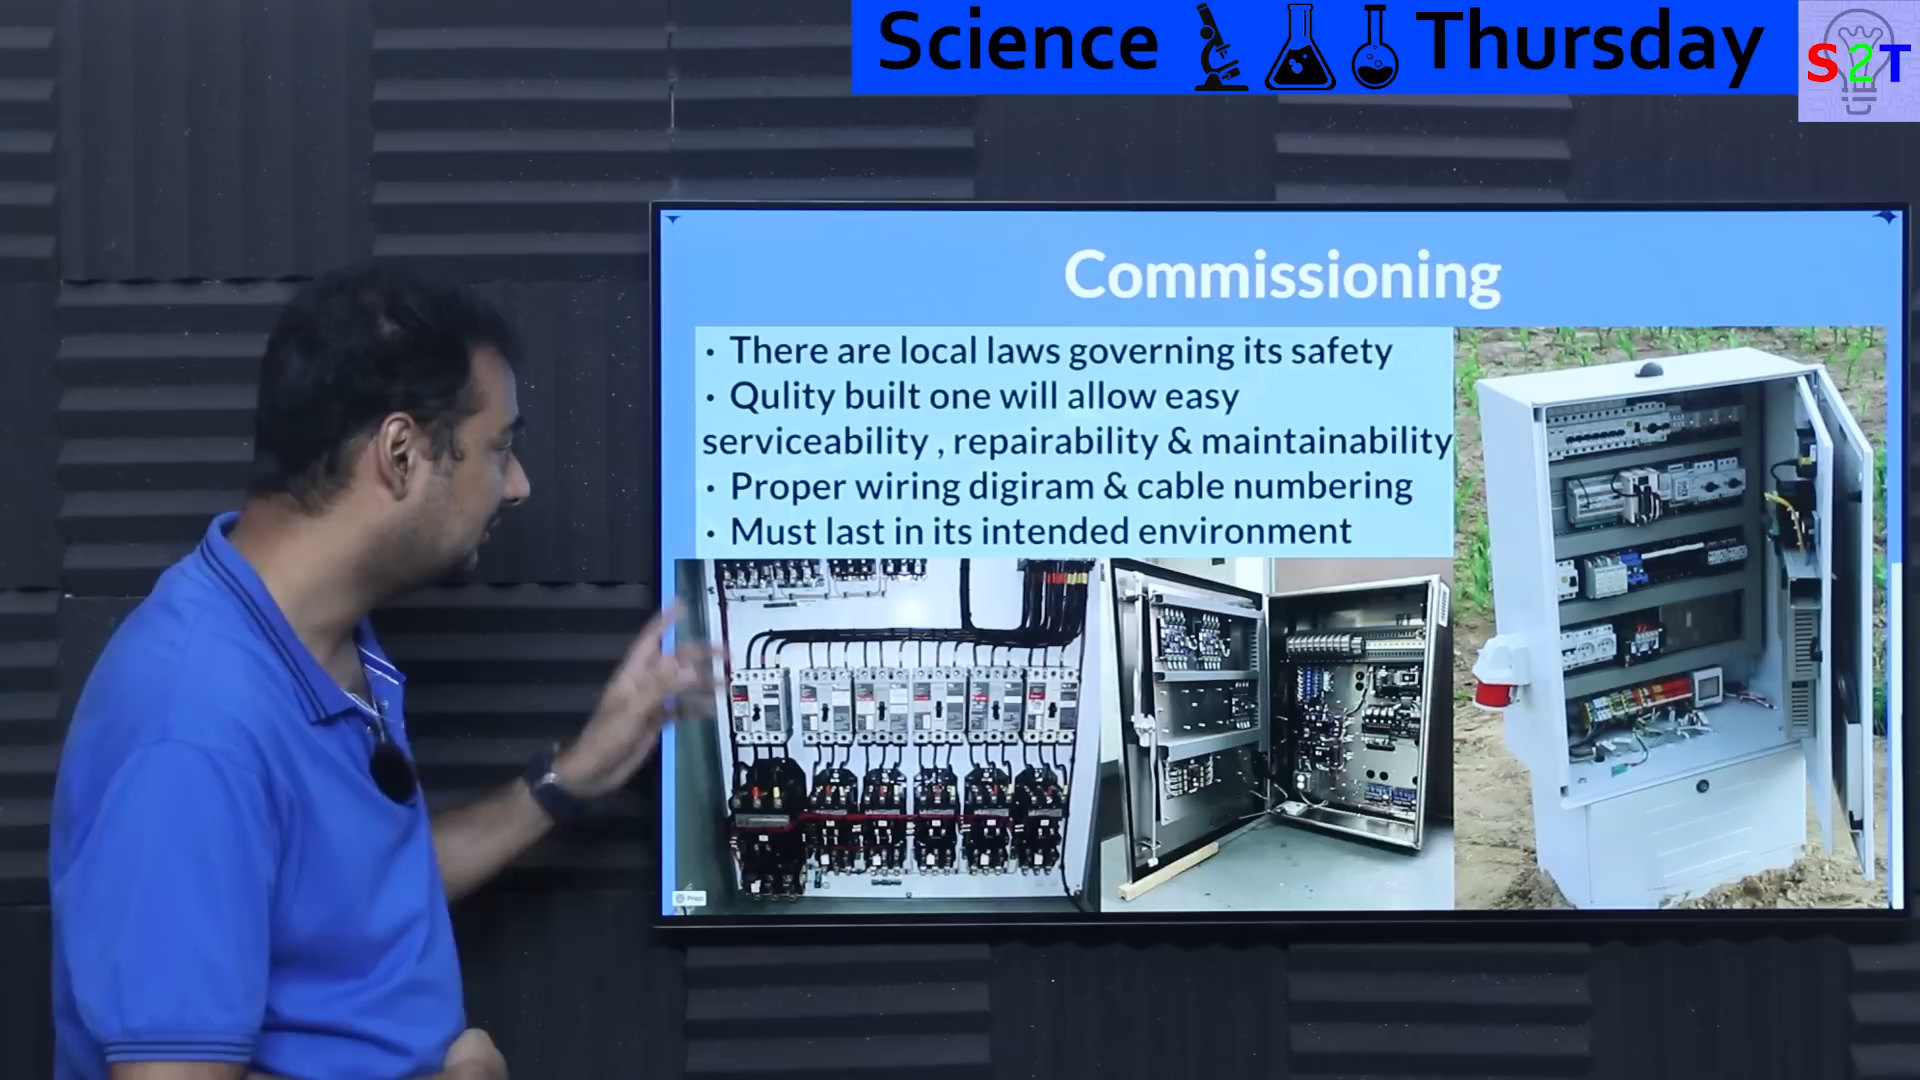 Science Thursday
S2T
Commissioning
· There are local laws governing its safety
· Qulity built one will allow easy
serviceability , repairability & maintainability
· Proper wiring digiram & cable numbering
· Must last in its intended environment
Prezi